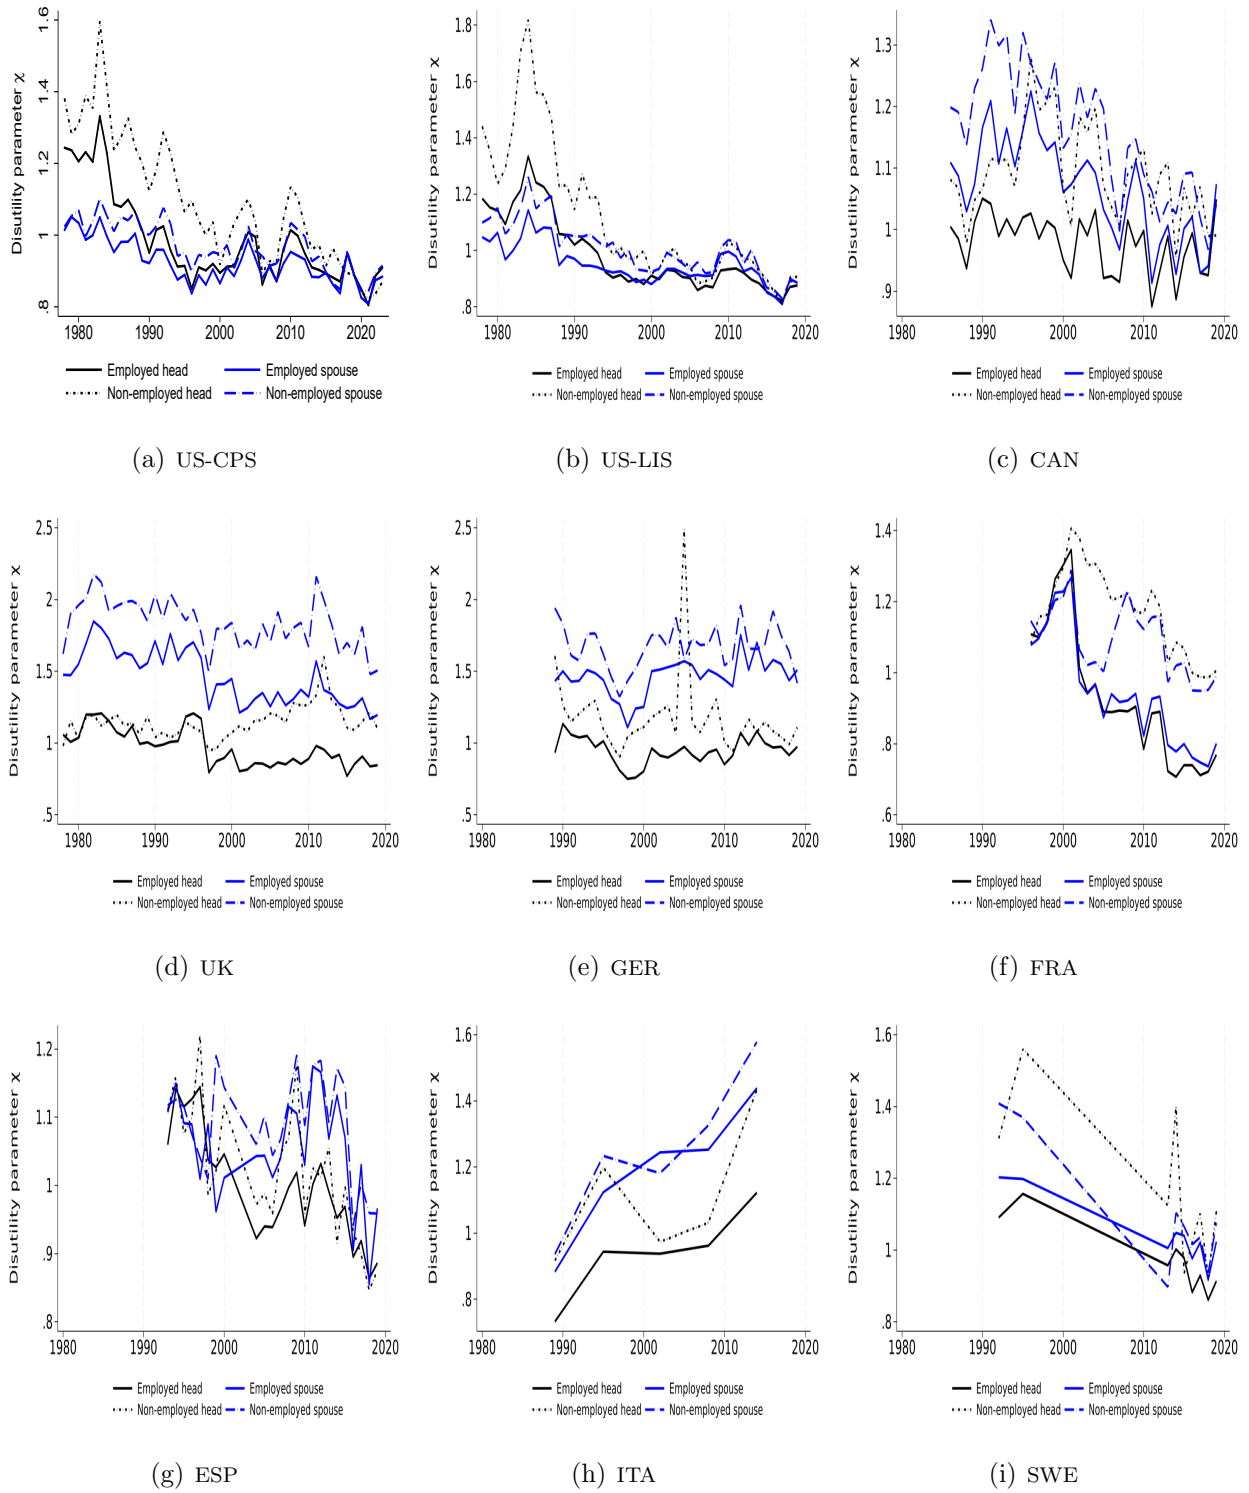 Disutility parameter χ
1.6
1.4
1.2
1
.8
1980 1990 2000 2010 2020
Employed head Employed spouse
Non-employed head Non-employed spouse
(a) US-CPS
Disutility parameter χ
1.8
1.6
1.4
1.2
1
.8
1980 1990 2000 2010 2020
Employed head Employed spouse
Non-employed head Non-employed spouse
(b) US-LIS
Disutility parameter χ
1.3
1.2
1.1
1
.9
1980 1990 2000 2010 2020
Employed head Employed spouse
Non-employed head Non-employed spouse
(c) CAN
Disutility parameter χ
2.5
2
1.5
1
.5
1980 1990 2000 2010 2020
Employed head Employed spouse
Non-employed head Non-employed spouse
(d) UK
Disutility parameter χ
2.5
2
1.5
1
.5
1980 1990 2000 2010 2020
Employed head Employed spouse
Non-employed head Non-employed spouse
(e) GER
Disutility parameter χ
1.4
1.2
1
.8
.6
1980 1990 2000 2010 2020
Employed head Employed spouse
Non-employed head Non-employed spouse
(f) FRA
Disutility parameter χ
1.2
1.1
1
.9
.8
1980 1990 2000 2010 2020
Employed head Employed spouse
Non-employed head Non-employed spouse
(g) ESP
Disutility parameter χ
1.6
1.4
1.2
1
.8
1980 1990 2000 2010 2020
Employed head Employed spouse
Non-employed head Non-employed spouse
(h) ITA
Disutility parameter χ
1.6
1.4
1.2
1
.8
1980 1990 2000 2010 2020
Employed head Employed spouse
Non-employed head Non-employed spouse
(i) SWE